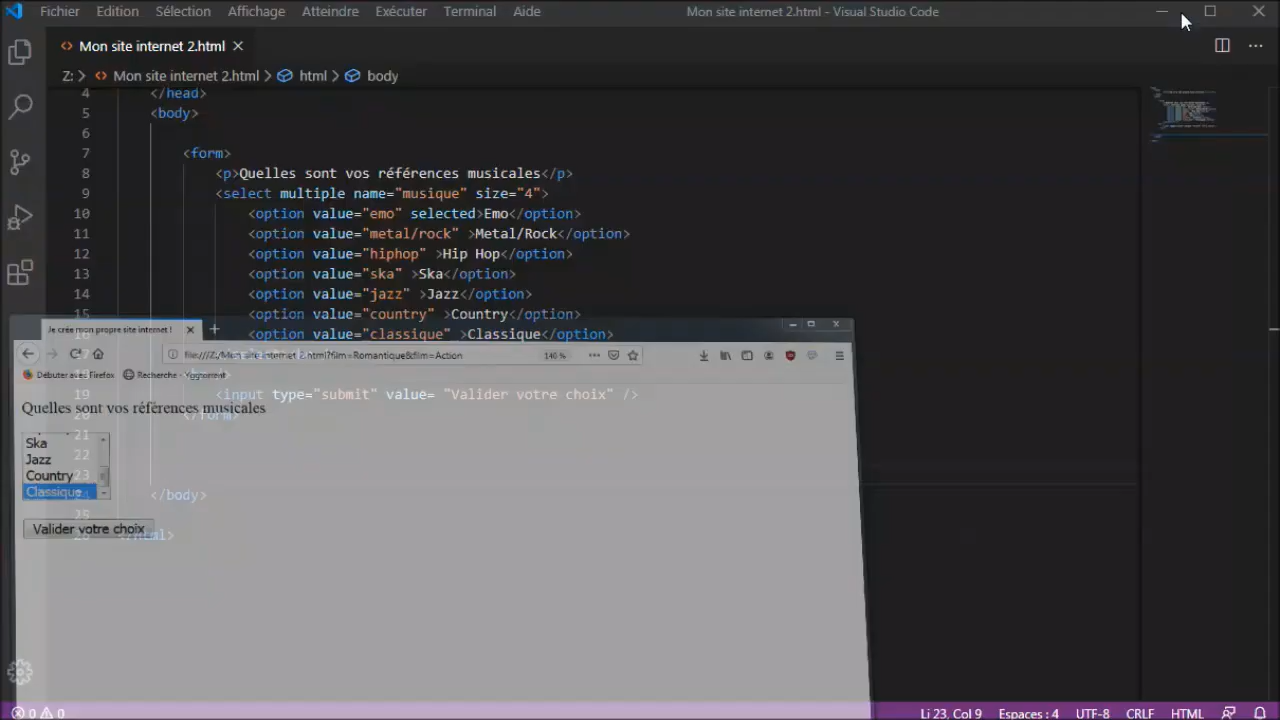 Fichier Edition Sélection Affichage Atteindre Exécuter Terminal Aide Mon site internet 2.html - Visual Studio Code
Mon site internet 2.html
Z: > Mon site internet 2.html > html > body
4 </head>
5 <body>
6
7 <form>
8 <p>Quelles sont vos références musicales</p>
9 <select multiple name="musique" size="4">
10 <option value="emo" selected>Emo</option>
11 <option value="metal/rock" >Metal/Rock</option>
12 <option value="hiphop" >Hip Hop</option>
13 <option value="ska" >Ska</option>
14 <option value="jazz" >Jazz</option>
15 <option value="country" >Country</option>
<option value="classique" >Classique</option>
19 <input type="submit" value= "Valider votre choix" />
</form>
21
22
23
</body>
</html>
Je crée mon propre site internet !
file:///Z:/Mon site internet 2.html?film=Romantique&film=Action 140 %
Débuter avec Firefox Recherche - Yggtorrent
Quelles sont vos références musicales
Ska
Jazz
Country
Classique
Valider votre choix
0 0 Li 23, Col 9 Espaces : 4 UTF-8 CRLF HTML